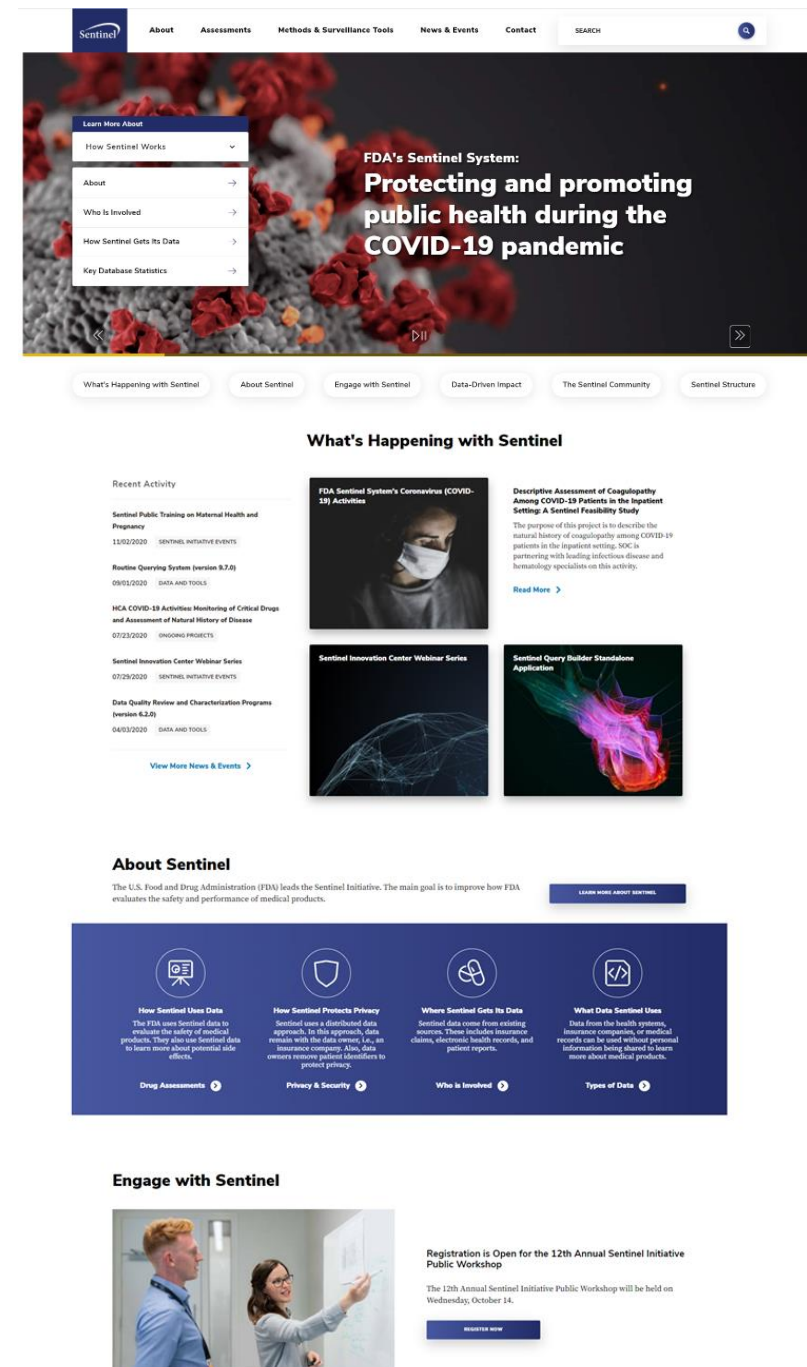 Sentinel
About
Assessments
Methods & Surveillance Tools
News & Events
Contact
SEARCH
Learn More About
How Sentinel Works
About
Who Is Involved
How Sentinel Gets Its Data
Key Database Statistics
FDA's Sentinel System:
Protecting and promoting
public health during the
COVID-19 pandemic
What's Happening with Sentinel
About Sentinel
Engage with Sentinel
Data-Driven Impact
The Sentinel Community
Sentinel Structure
What's Happening with Sentinel
Recent Activity
Sentinel Public Training on Maternal Health and
Pregnancy
11/02/2020 SENTINEL INITIATIVE EVENTS
Routine Querying System (version 9.7.0)
09/01/2020 DATA AND TOOLS
HCA COVID-19 Activities: Monitoring of Critical Drugs
and Assessment of Natural History of Disease
07/23/2020 ONGOING PROJECTS
Sentinel Innovation Center Webinar Series
07/29/2020 SENTINEL INITIATIVE EVENTS
Data Quality Review and Characterization Programs
(version 6.2.0)
04/03/2020 DATA AND TOOLS
View More News & Events
FDA Sentinel System's Coronavirus (COVID-
19) Activities
Descriptive Assessment of Coagulopathy
Among COVID-19 Patients in the Inpatient
Setting: A Sentinel Feasibility Study
The purpose of this project is to describe the
natural history of coagulopathy among COVID-19
patients in the inpatient setting. SOC is
partnering with leading infectious disease and
hematology specialists on this activity.
Read More
Sentinel Innovation Center Webinar Series
Sentinel Query Builder Standalone
Application
About Sentinel
The U.S. Food and Drug Administration (FDA) leads the Sentinel Initiative. The main goal is to improve how FDA
evaluates the safety and performance of medical products.
LEARN MORE ABOUT SENTINEL
How Sentinel Uses Data
The FDA uses Sentinel data to
evaluate the safety of medical
products. They also use Sentinel data
to learn more about potential side
effects.
Drug Assessments
How Sentinel Protects Privacy
Sentinel uses a distributed data
approach. In this approach, data
remain with the data owner, i.e., an
insurance company. Also, data
owners remove patient identifiers to
protect privacy.
Privacy & Security
Where Sentinel Gets Its Data
Sentinel data come from existing
sources. These includes insurance
claims, electronic health records, and
patient reports.
Who is Involved
What Data Sentinel Uses
Data from the health systems,
insurance companies, or medical
records can be used without personal
information being shared to learn
more about medical products.
Types of Data
Engage with Sentinel
Registration is Open for the 12th Annual Sentinel Initiative
Public Workshop
The 12th Annual Sentinel Initiative Public Workshop will be held on
Wednesday, October 14.
REGISTER NOW